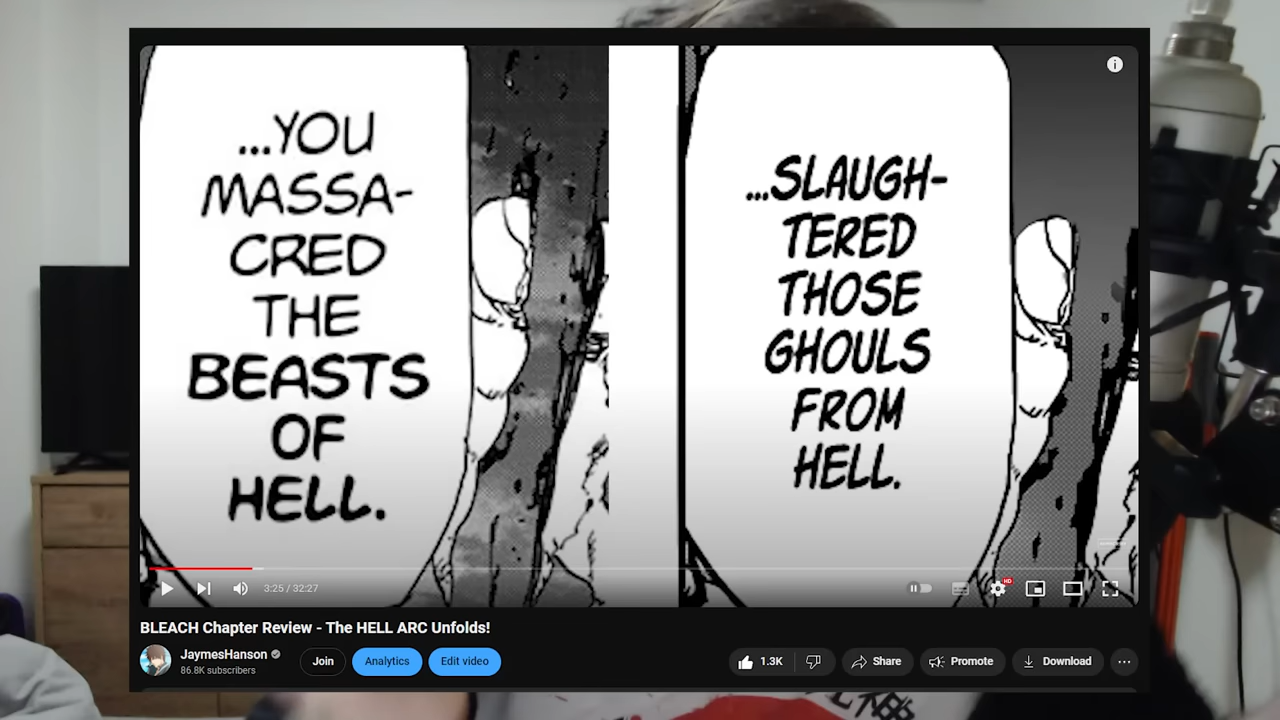 ...YOU
MASSA-
CRED
THE
BEASTS
OF
HELL.
...SLAUGH-
TERED
THOSE
GHOULS
FROM
HELL.
3:25 / 32:27
HD
BLEACH Chapter Review - The HELL ARC Unfolds!
JaymesHanson
86.8K subscribers
Join
Analytics
Edit video
1.3K
Share
Promote
Download